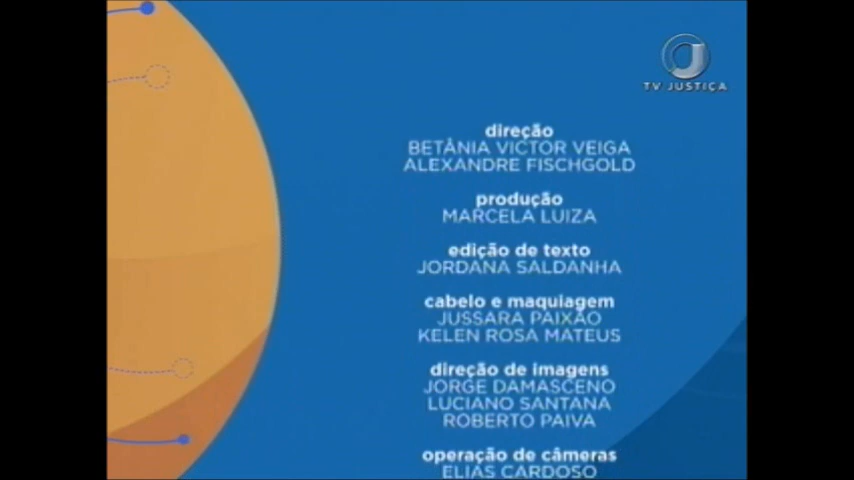 TV JUSTIÇA
direção
BETÂNIA VICTOR VEIGA
ALEXANDRE FISCHGOLD
produção
MARCELA LUIZA
edição de texto
JORDANA SALDANHA
cabelo e maquiagem
JUSSARA PAIXÃO
KELEN ROSA MATEUS
direção de imagens
JORGE DAMASCENO
LUCIANO SANTANA
ROBERTO PAIVA
operação de câmeras
ELIAS CARDOSO